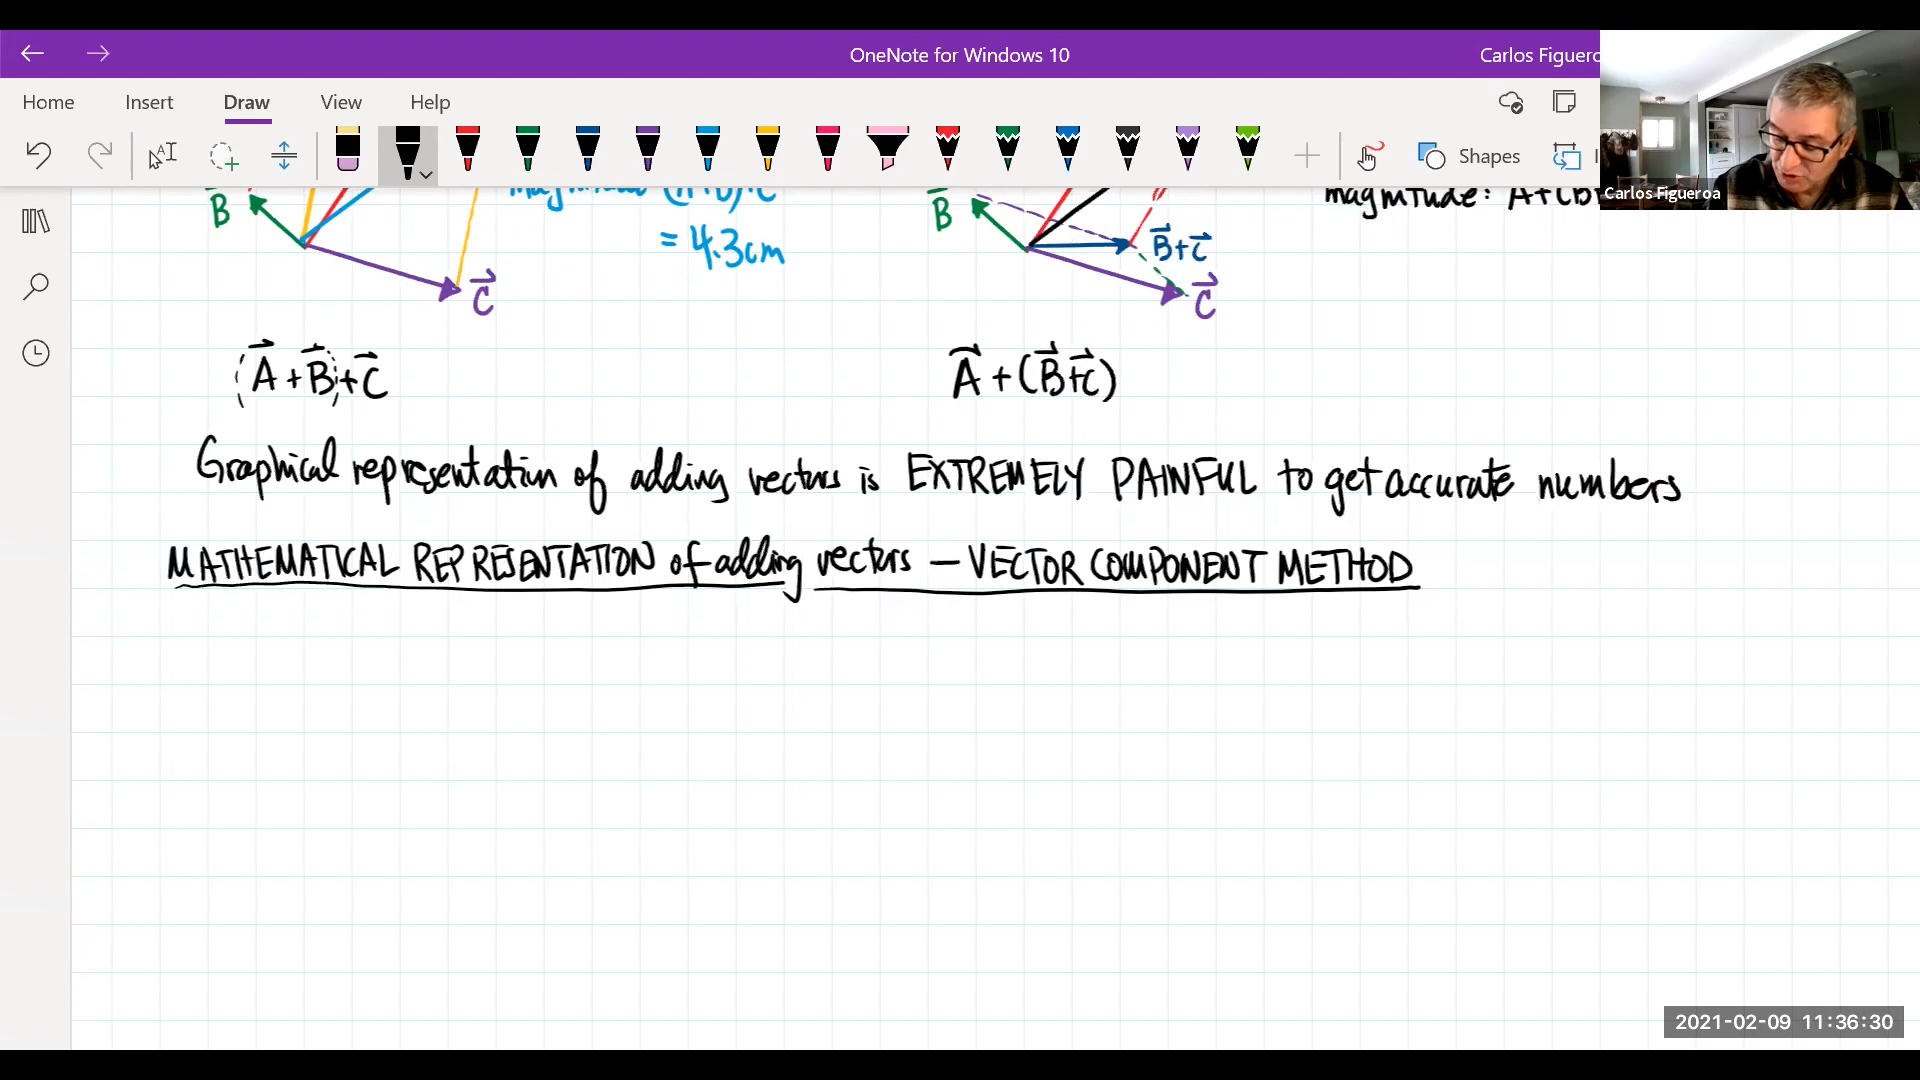 OneNote for Windows 10
Carlos Figuero
Home Insert Draw View Help
Shapes
Carlos Figueroa
B
magnitude (A+B)+C
= 4.3cm
C
B
B+C
C
magnitude: A+(B+
(A+B)+C
A+(B+C)
Graphical representation of adding vectors is EXTREMELY PAINFUL to get accurate numbers
MATHEMATICAL REPRESENTATION of adding vectors — VECTOR COMPONENT METHOD
2021-02-09 11:36:30